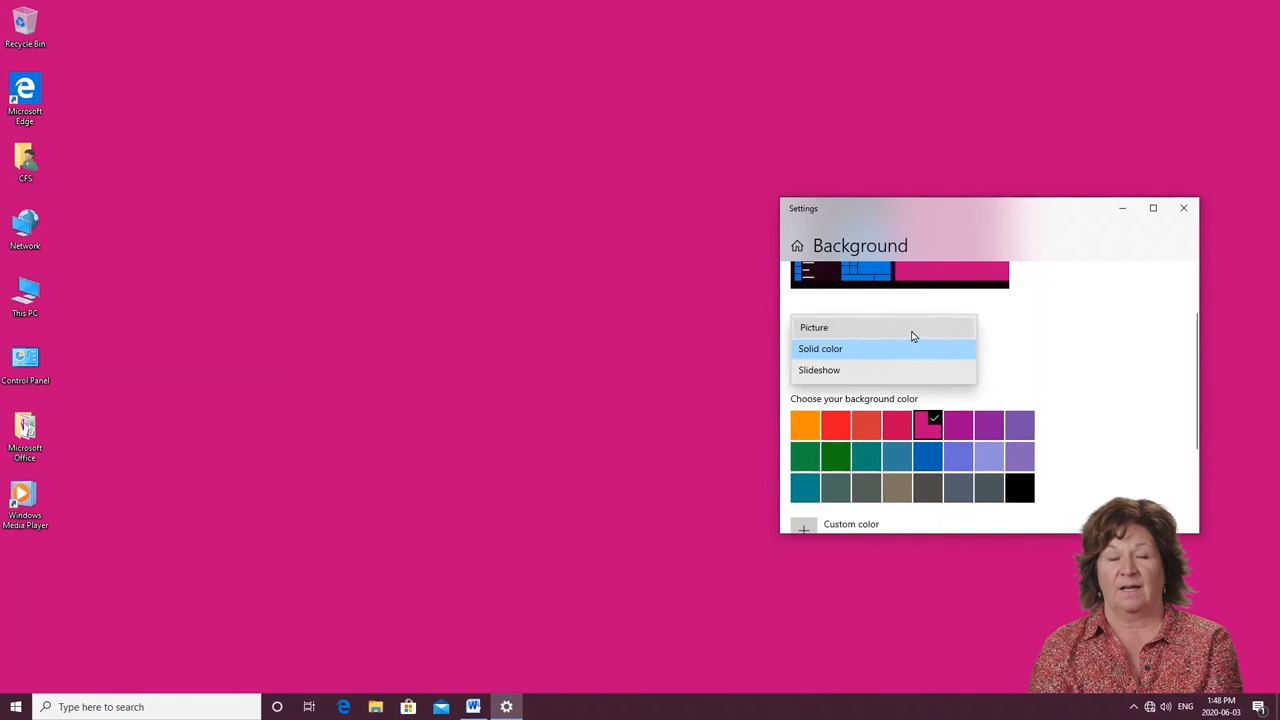 Recycle Bin
Microsoft
Edge
CFS
Network
This PC
Control Panel
Microsoft
Office
Windows
Media Player
Settings
Background
Picture
Solid color
Slideshow
Choose your background color
Custom color
Type here to search
W
ENG
1:48 PM
2020-06-03
1